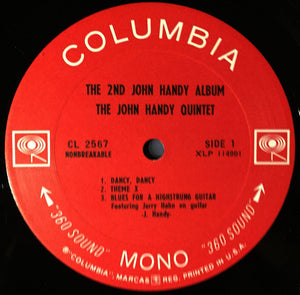 COLUMBIA
THE 2ND JOHN HANDY ALBUM
THE JOHN HANDY QUINTET
CL 2567
NONBREAKABLE
SIDE 1
XLP 114991
1. DANCY, DANCY
2. THEME X
3. BLUES FOR A HIGHSTRUNG GUITAR
Featuring Jerry Hahn on guitar
-J. Handy-
"360 SOUND" MONO "360 SOUND"
®"COLUMBIA", MARCAS REG. PRINTED IN U.S.A.